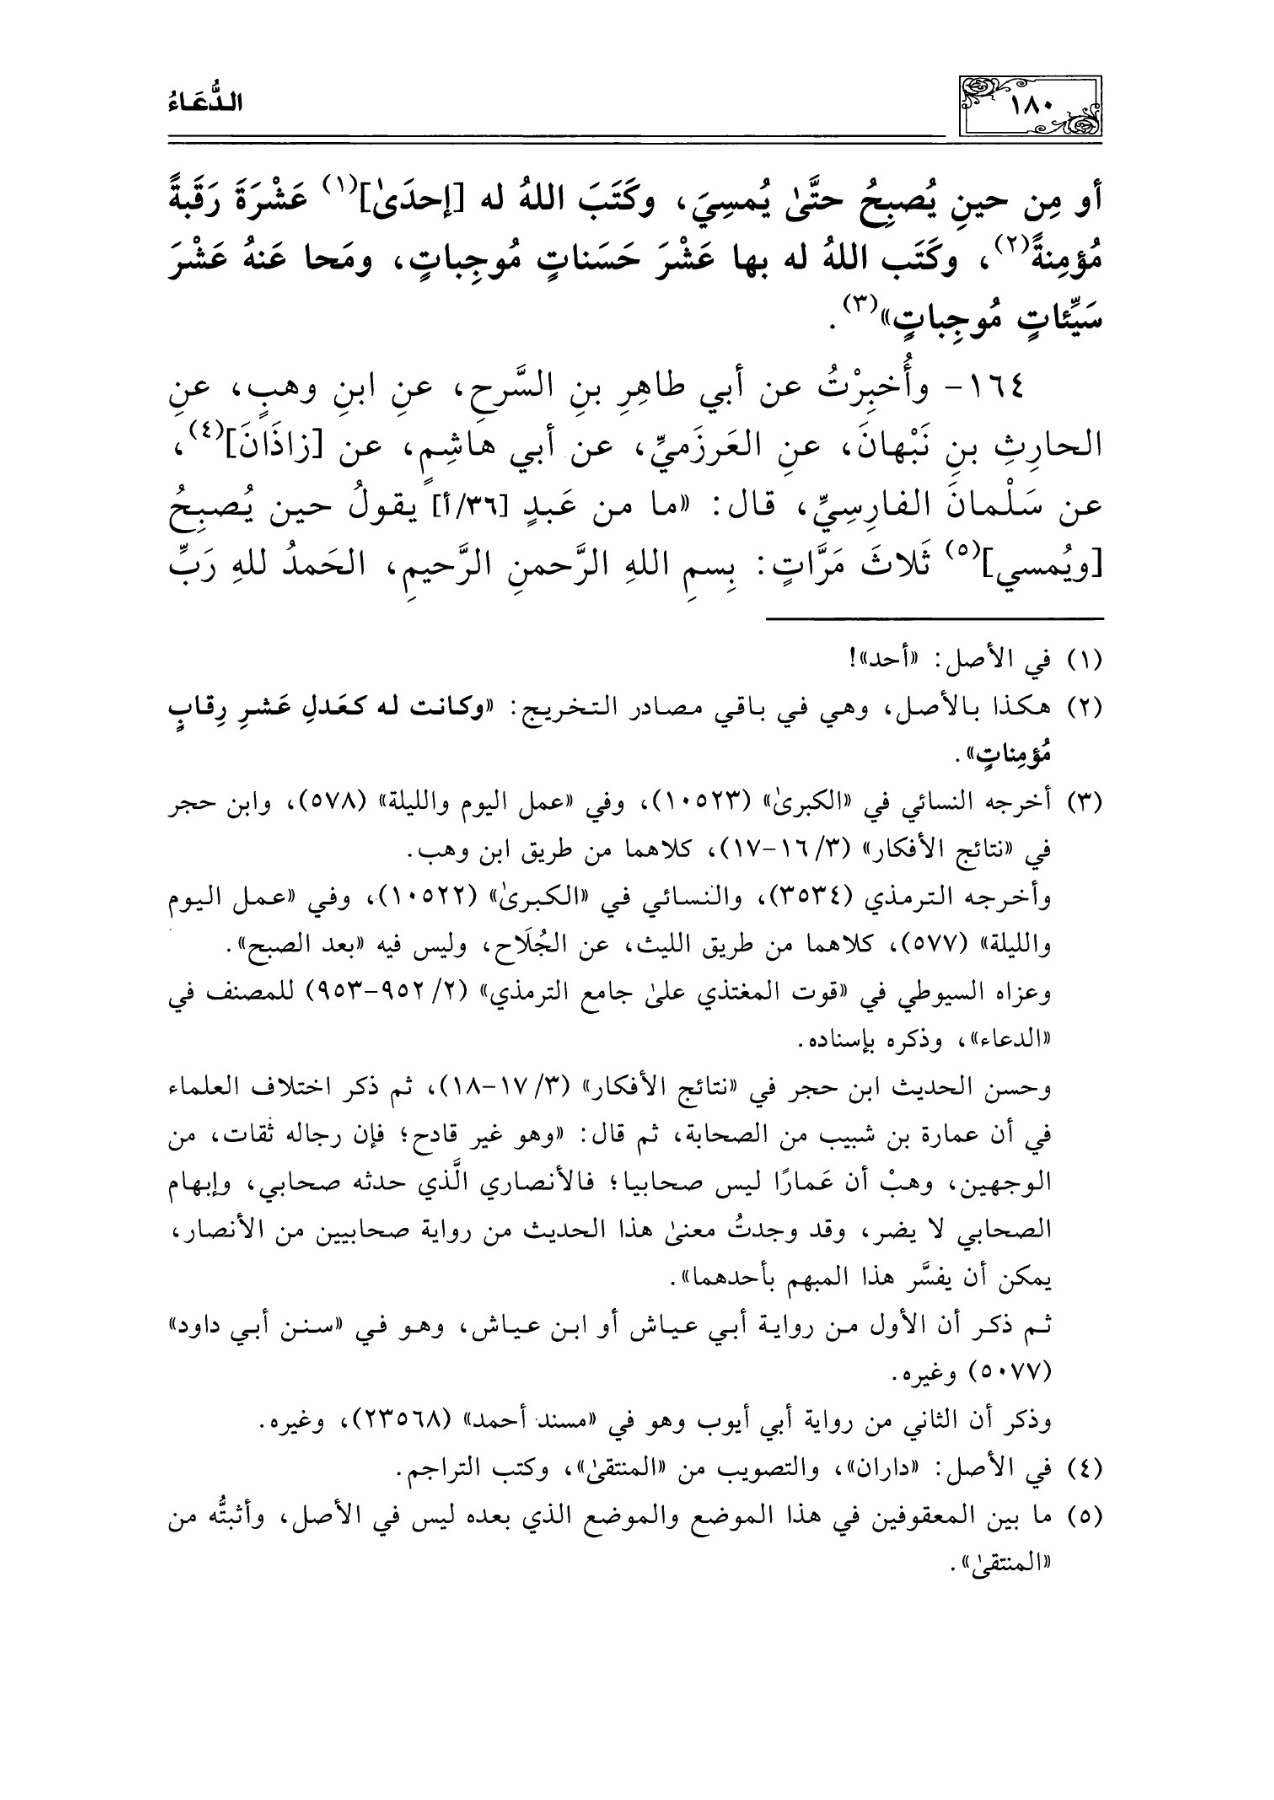 ١٨٠
الدُّعَاءُ
أو مِن حينِ يُصبِحُ حتَّىٰ يُمسِيَ، وكَتَبَ اللهُ له [إحدَىٰ](١) عَشْرَةَ رَقَبةً
مُؤمِنةً(٢)، وكَتَب اللهُ له بها عَشْرَ حَسَناتٍ مُوجِباتٍ، ومَحا عَنهُ عَشْرَ
سَيِّئاتٍ مُوجِباتٍ»(٣).
١٦٤- وأُخبِرْتُ عن أبي طاهِرِ بنِ السَّرحِ، عنِ ابنِ وهبٍ، عنِ
الحارِثِ بنِ نَبْهانَ، عنِ العَرزَميِّ، عن أبي هاشِمٍ، عن [زاذَانَ](٤)،
عن سَلْمانَ الفارِسِيِّ، قال: «ما من عَبدٍ [٣٦/أ] يقولُ حين يُصبِحُ
[ويُمسي](٥) ثَلاثَ مَرَّاتٍ: بِسمِ اللهِ الرَّحمنِ الرَّحيمِ، الحَمدُ للهِ رَبِّ
(١) في الأصل: «أحد»!
(٢) هكذا بالأصل، وهي في باقي مصادر التخريج: «وكانت له كعَدلِ عَشرِ رِقابٍ
مُؤمِناتٍ».
(٣) أخرجه النسائي في «الكبرىٰ» (١٠٥٢٣)، وفي «عمل اليوم والليلة» (٥٧٨)، وابن حجر
في «نتائج الأفكار» (٣/ ١٦-١٧)، كلاهما من طريق ابن وهب.
وأخرجه الترمذي (٣٥٣٤)، والنسائي في «الكبرىٰ» (١٠٥٢٢)، وفي «عمل اليوم
والليلة» (٥٧٧)، كلاهما من طريق الليث، عن الجُلَاح، وليس فيه «بعد الصبح».
وعزاه السيوطي في «قوت المغتذي علىٰ جامع الترمذي» (٢/ ٩٥٢-٩٥٣) للمصنف في
«الدعاء»، وذكره بإسناده.
وحسن الحديث ابن حجر في «نتائج الأفكار» (٣/ ١٧-١٨)، ثم ذكر اختلاف العلماء
في أن عمارة بن شبيب من الصحابة، ثم قال: «وهو غير قادح؛ فإن رجاله ثقات، من
الوجهين، وهبْ أن عَمارًا ليس صحابيا؛ فالأنصاري الَّذي حدثه صحابي، وإبهام
الصحابي لا يضر، وقد وجدتُ معنىٰ هذا الحديث من رواية صحابيين من الأنصار،
يمكن أن يفسَّر هذا المبهم بأحدهما».
ثم ذكر أن الأول من رواية أبي عياش أو ابن عياش، وهو في «سنن أبي داود»
(٥٠٧٧) وغيره.
وذكر أن الثاني من رواية أبي أيوب وهو في «مسند أحمد» (٢٣٥٦٨)، وغيره.
(٤) في الأصل: «داران»، والتصويب من «المنتقىٰ»، وكتب التراجم.
(٥) ما بين المعقوفين في هذا الموضع والموضع الذي بعده ليس في الأصل، وأثبتُّه من
«المنتقىٰ».